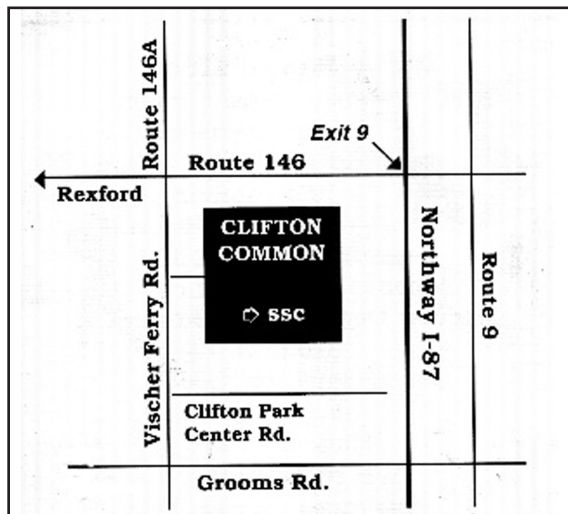 Route 146A
Exit 9
Route 146
Rexford
CLIFTON
COMMON
SSC
Vischer Ferry Rd.
Northway I-87
Route 9
Clifton Park
Center Rd.
Grooms Rd.